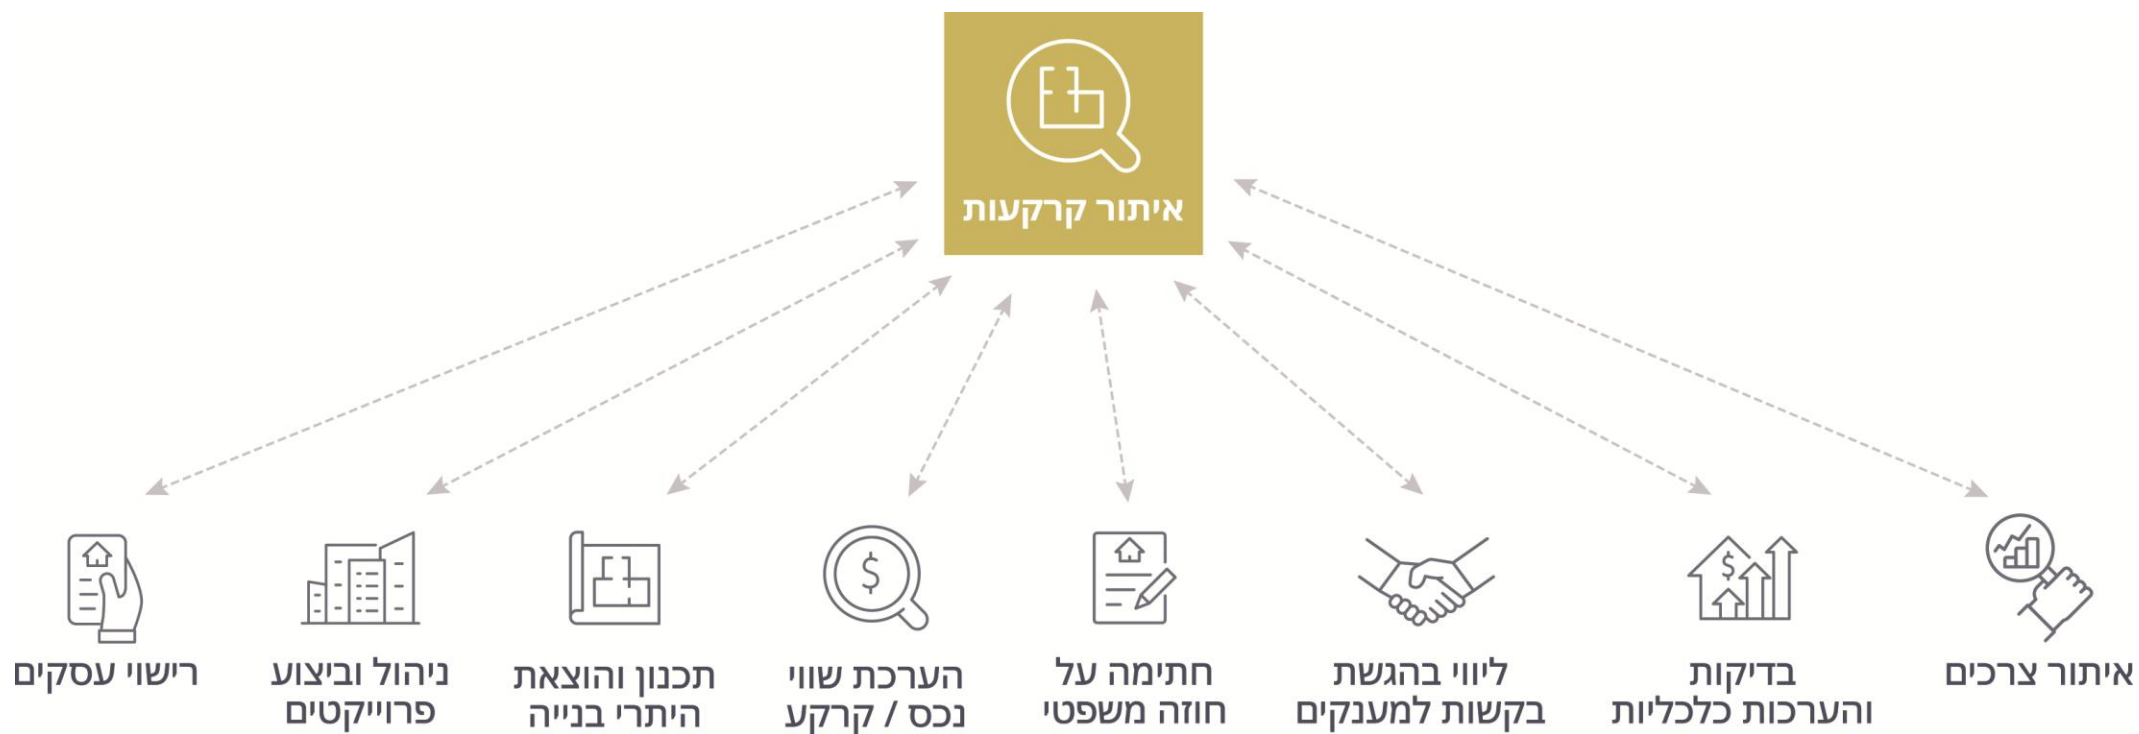 איתור קרקעות
איתור צרכים
בדיקות
והערכות כלכליות
ליווי בהגשת
בקשות למענקים
חתימה על
חוזה משפטי
הערכת שווי
נכס / קרקע
תכנון והוצאת
היתרי בנייה
ניהול וביצוע
פרוייקטים
רישוי עסקים